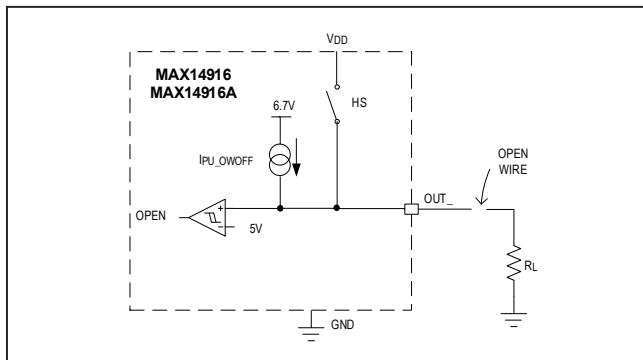 VDD
MAX14916
MAX14916A
6.7V
HS
IPU_OWOFF
OPEN
WIRE
OUT_
OPEN
+
-
5V
RL
GND